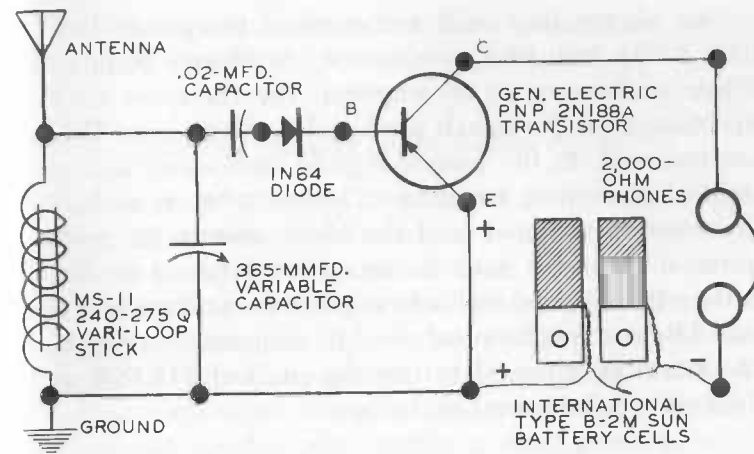 ANTENNA
.02-MFD.
CAPACITOR
C
B
GEN. ELECTRIC
PNP 2N188A
TRANSISTOR
IN64
DIODE
E
+
2,000-
OHM
PHONES
365-MMFD.
VARIABLE
CAPACITOR
MS-11
240-275 Q
VARI-LOOP
STICK
+
−
GROUND
INTERNATIONAL
TYPE B-2M SUN
BATTERY CELLS